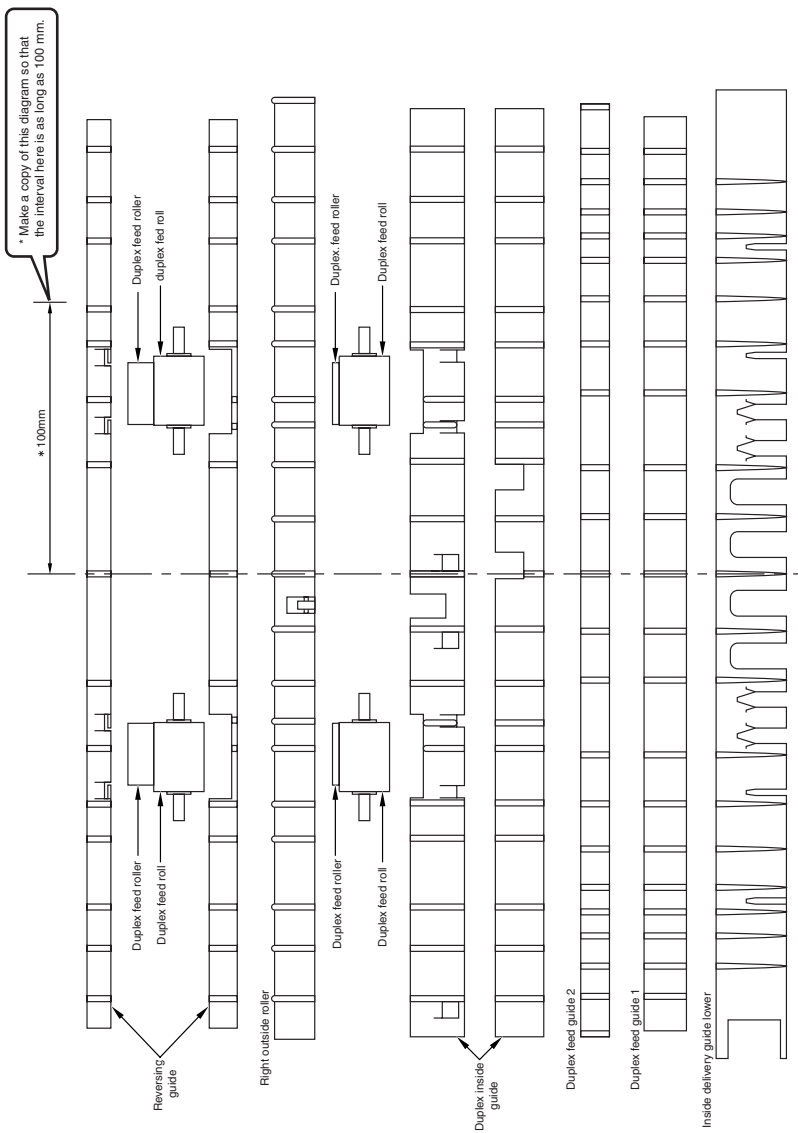 * Make a copy of this diagram so that
the interval here is as long as 100 mm.
* 100mm
Duplex feed roller
duplex fed roll
Duplex feed roller
Duplex feed roll
Reversing
guide
Right outside roller
Duplex. feed roller
Duplex feed roll
Duplex feed roller
Duplex feed roll
Duplex inside
guide
Duplex feed guide 2
Duplex feed guide 1
Inside delivery guide lower